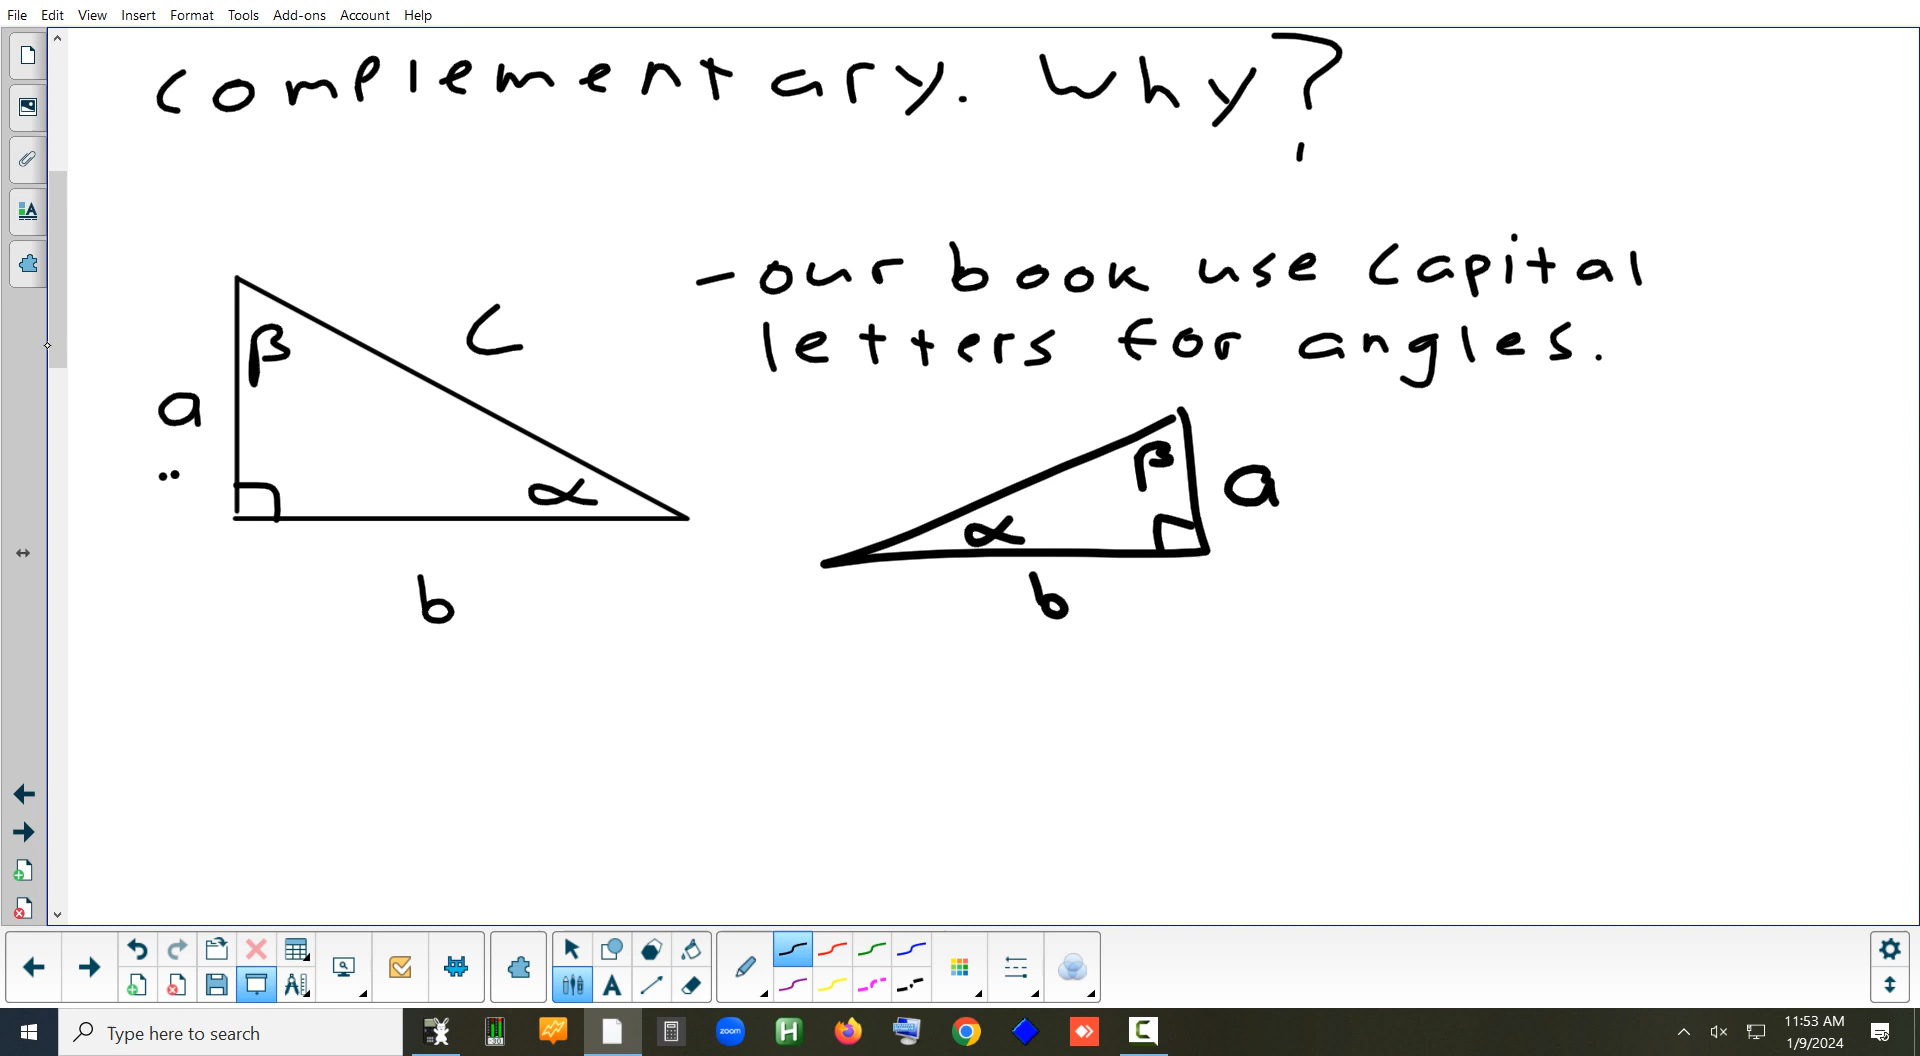 File Edit View Insert Format Tools Add-ons Account Help
complementary. Why?
- our book use capital
letters for angles.
β
c
a
α
b
β
a
α
b
Type here to search
zoom
11:53 AM
1/9/2024